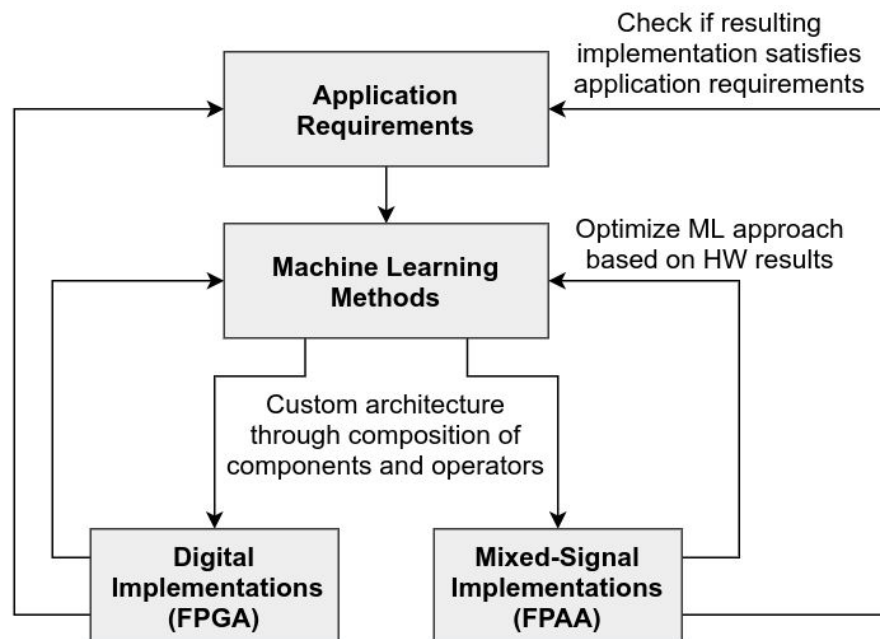 Check if resulting
implementation satisfies
application requirements
Application
Requirements
Optimize ML approach
based on HW results
Machine Learning
Methods
Custom architecture
through composition of
components and operators
Digital
Implementations
(FPGA)
Mixed-Signal
Implementations
(FPAA)